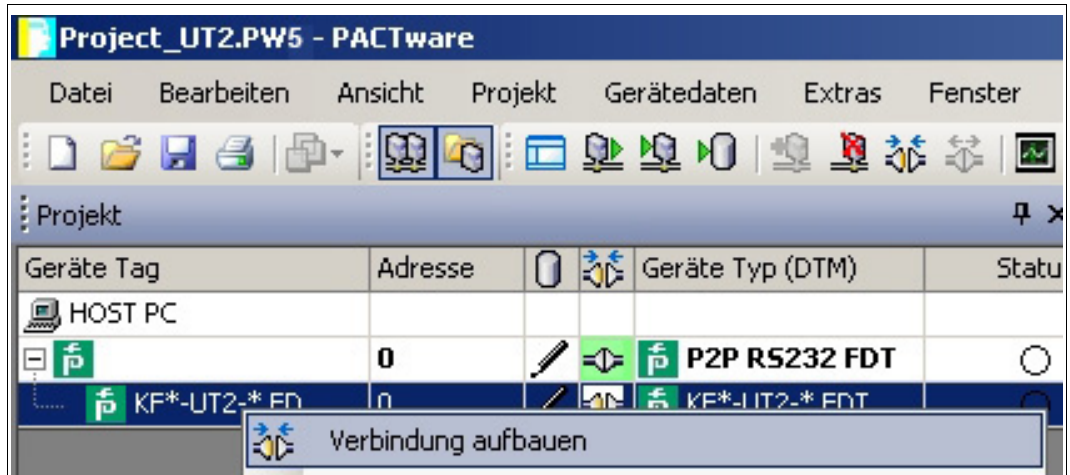 Project_UT2.PW5 - PACTware
Datei Bearbeiten Ansicht Projekt Gerätedaten Extras Fenster
Projekt
Geräte Tag Adresse Geräte Typ (DTM) Statu
HOST PC
0 P2P RS232 FDT
KF*-UT2-* FD 0 KF*-UT2-* FDT
Verbindung aufbauen